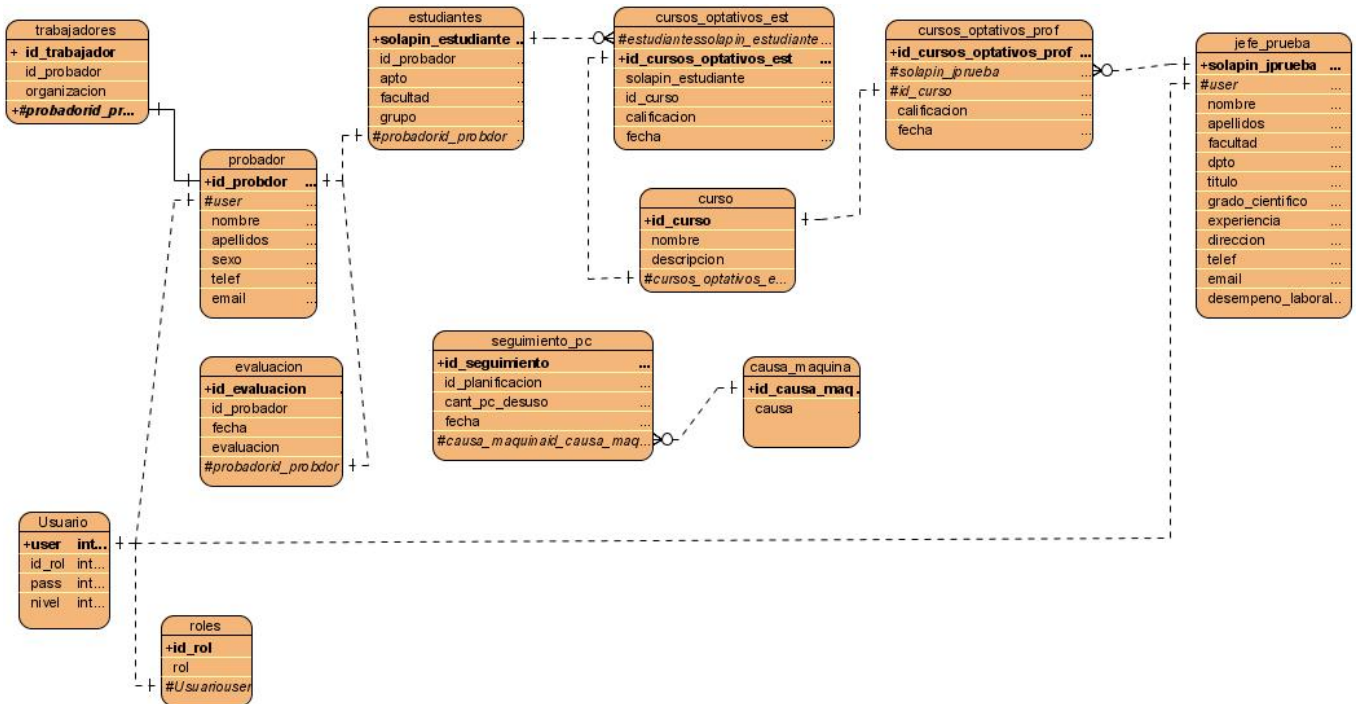 trabajadores
+ id_trabajador
id_probador
organizacion
+#probadorid_pr...
estudiantes
+solapin_estudiante ...
id_probador
apto
facultad
grupo
#probadorid_probdor
cursos_optativos_est
#estudiantessolapin_estudiante...
+id_cursos_optativos_est ...
solapin_estudiante
id_curso
calificacion
fecha
cursos_optativos_prof
+id_cursos_optativos_prof ...
#solapin_jprueba ...
#id_curso ...
calificacion ...
fecha ...
jefe_prueba
+solapin_jprueba ...
#user ...
nombre ...
apellidos ...
facultad ...
dpto ...
titulo ...
grado_cientifico ...
experiencia ...
direccion ...
telef ...
email ...
desempeno_laboral...
probador
+id_probdor ...
#user ...
nombre ...
apellidos ...
sexo ...
telef ...
email ...
curso
+id_curso
nombre
descripcion
#cursos_optativos_e...
evaluacion
+id_evaluacion
id_probador
fecha
evaluacion
#probadorid_probdor
seguimiento_pc
+id_seguimiento ...
id_planificacion ...
cant_pc_desuso ...
fecha ...
#causa_maquinaid_causa_maq...
causa_maquina
+id_causa_maq..
causa
Usuario
+user int...
id_rol int...
pass int...
nivel int...
roles
+id_rol
rol
#Usuariouser